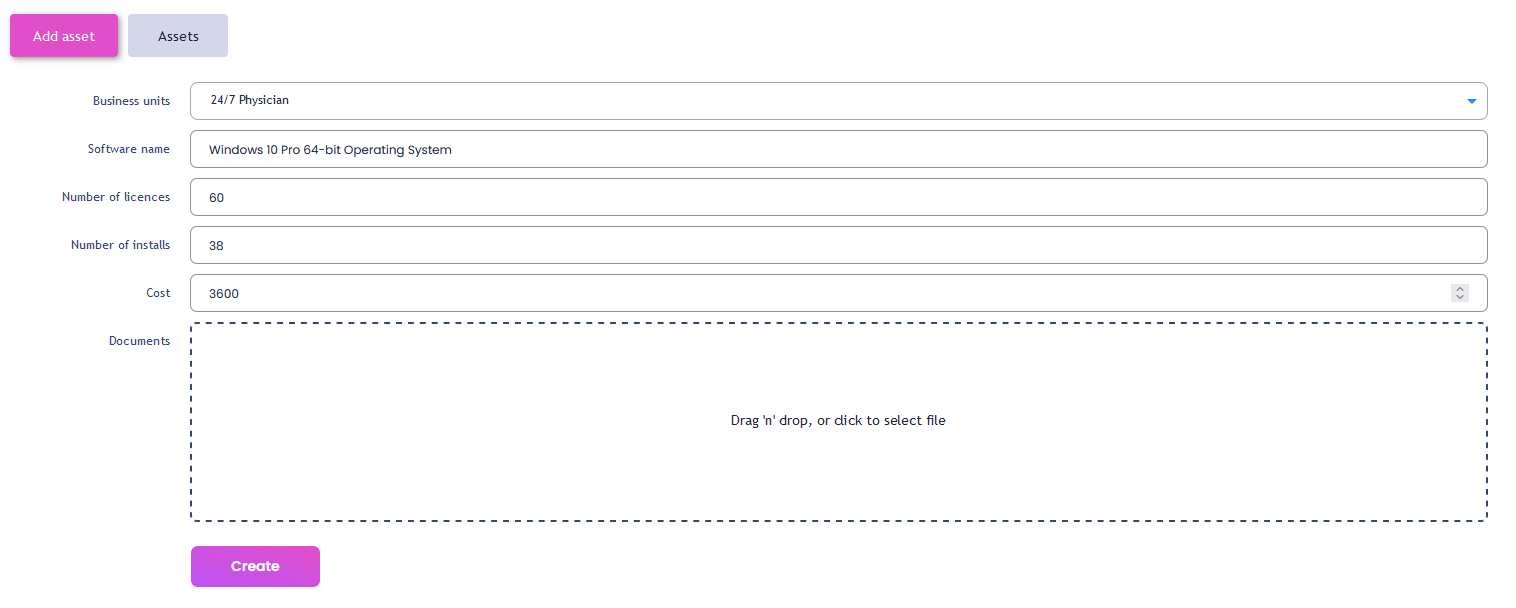 Add asset
Assets
Business units
24/7 Physician
Software name
Windows 10 Pro 64-bit Operating System
Number of licences
60
Number of installs
38
Cost
3600
Documents
Drag 'n' drop, or click to select file
Create